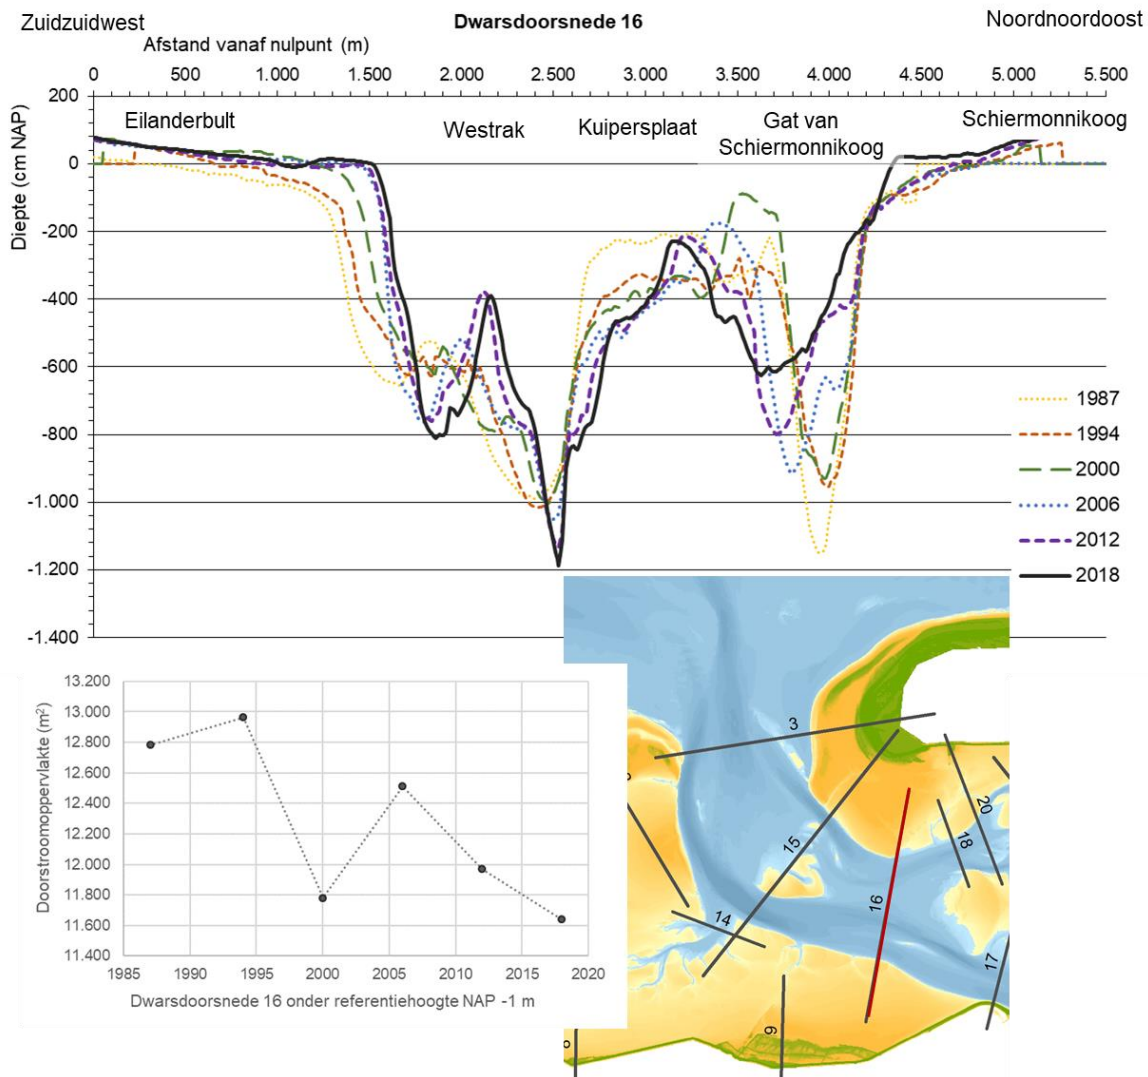 Zuidzuidwest
Dwarsdoorsnede 16
Noordnoordoost
Afstand vanaf nulpunt (m)
0 500 1.000 1.500 2.000 2.500 3.000 3.500 4.000 4.500 5.000 5.500
Diepte (cm NAP)
200
0
-200
-400
-600
-800
-1.000
-1.200
-1.400
Eilanderbult
Westrak
Kuipersplaat
Gat van
Schiermonnikoog
Schiermonnikoog
1987
1994
2000
2006
2012
2018
Doorstroomoppervlakte (m²)
13.200
13.000
12.800
12.600
12.400
12.200
12.000
11.800
11.600
11.400
1985 1990 1995 2000 2005 2010 2015 2020
Dwarsdoorsnede 16 onder referentiehoogte NAP -1 m
3
15
20
18
16
14
17
9